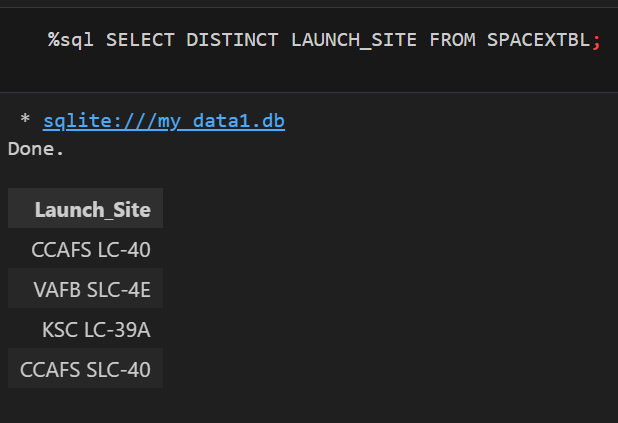 %sql SELECT DISTINCT LAUNCH_SITE FROM SPACEXTBL;
* sqlite:///my_data1.db
Done.
Launch_Site
CCAFS LC-40
VAFB SLC-4E
KSC LC-39A
CCAFS SLC-40